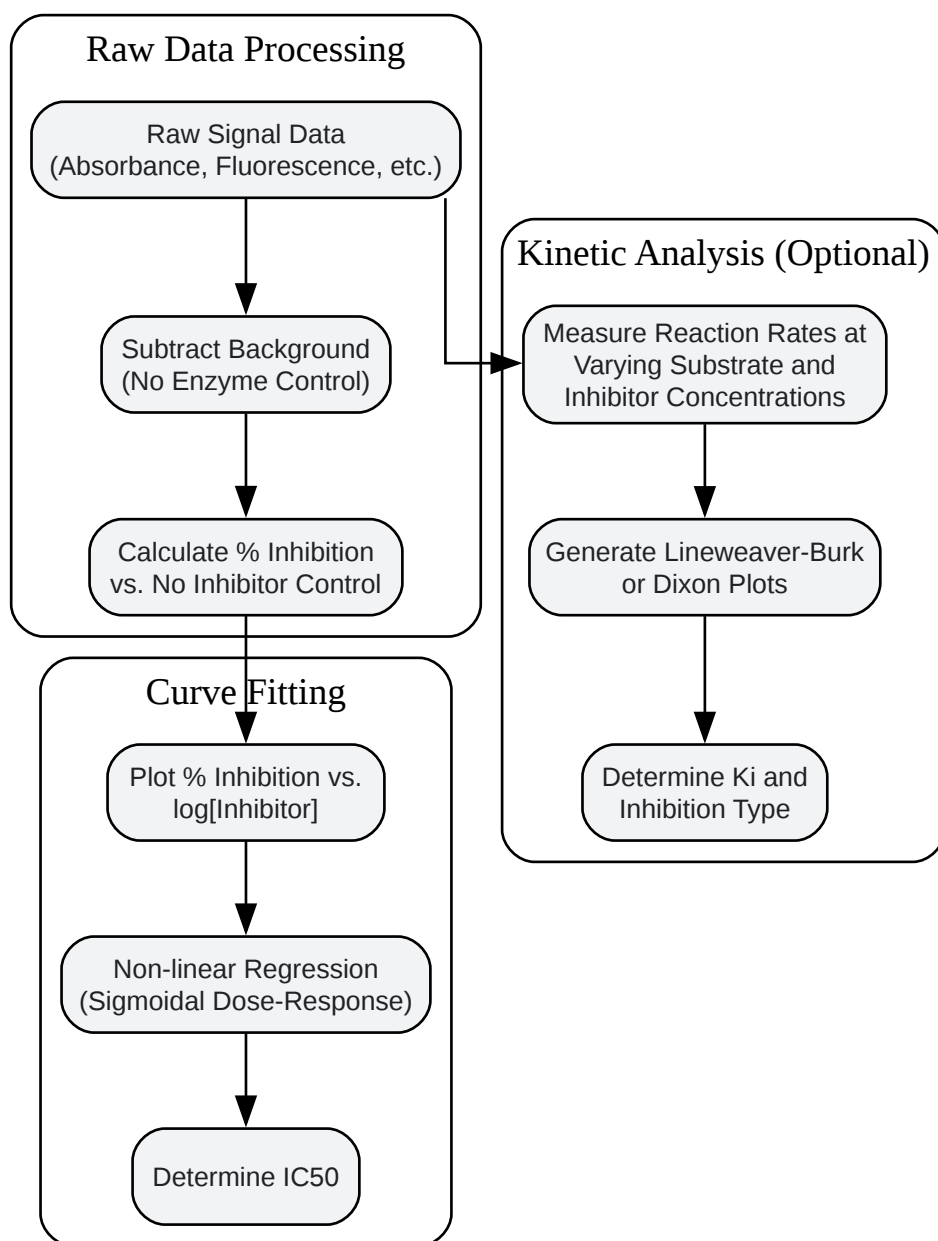 Raw Data Processing
Raw Signal Data
(Absorbance, Fluorescence, etc.)
Subtract Background
(No Enzyme Control)
Calculate % Inhibition
vs. No Inhibitor Control
Curve Fitting
Plot % Inhibition vs.
log[Inhibitor]
Non-linear Regression
(Sigmoidal Dose-Response)
Determine IC50
Kinetic Analysis (Optional)
Measure Reaction Rates at
Varying Substrate and
Inhibitor Concentrations
Generate Lineweaver-Burk
or Dixon Plots
Determine Ki and
Inhibition Type